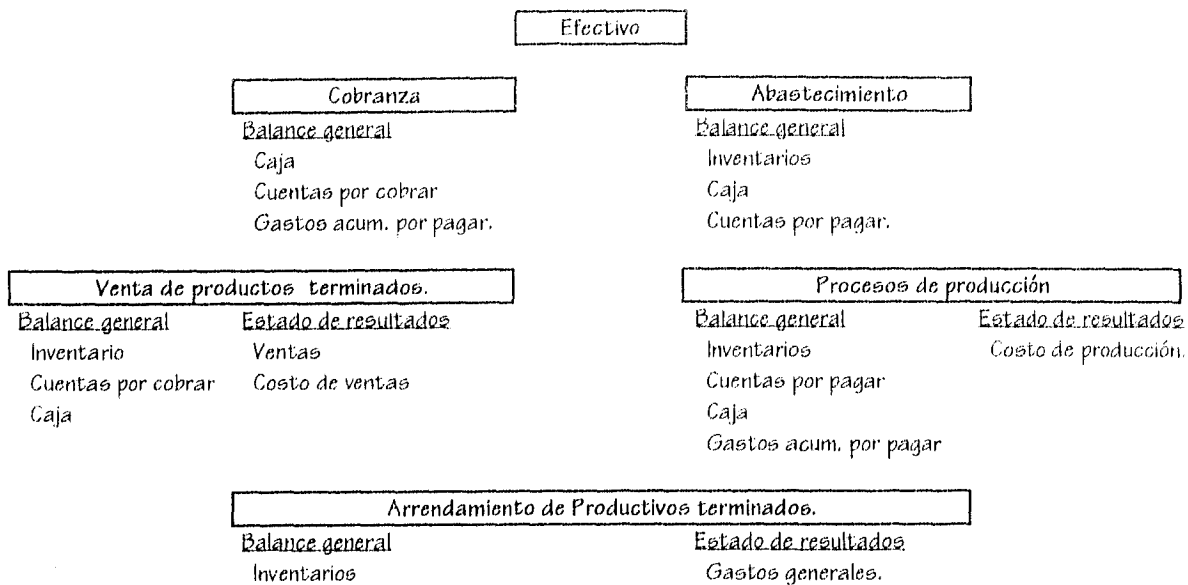 Efectivo
Cobranza
Balance general
Caja
Cuentas por cobrar
Gastos acum. por pagar.
Abastecimiento
Balance general
Inventarios
Caja
Cuentas por pagar.
Venta de productos terminados.
Balance general
Inventario
Cuentas por cobrar
Caja
Estado de resultados
Ventas
Costo de ventas
Procesos de producción
Balance general
Inventarios
Cuentas por pagar
Caja
Gastos acum. por pagar
Estado de resultados
Costo de producción.
Arrendamiento de Productivos terminados.
Balance general
Inventarios
Estado de resultados
Gastos generales.